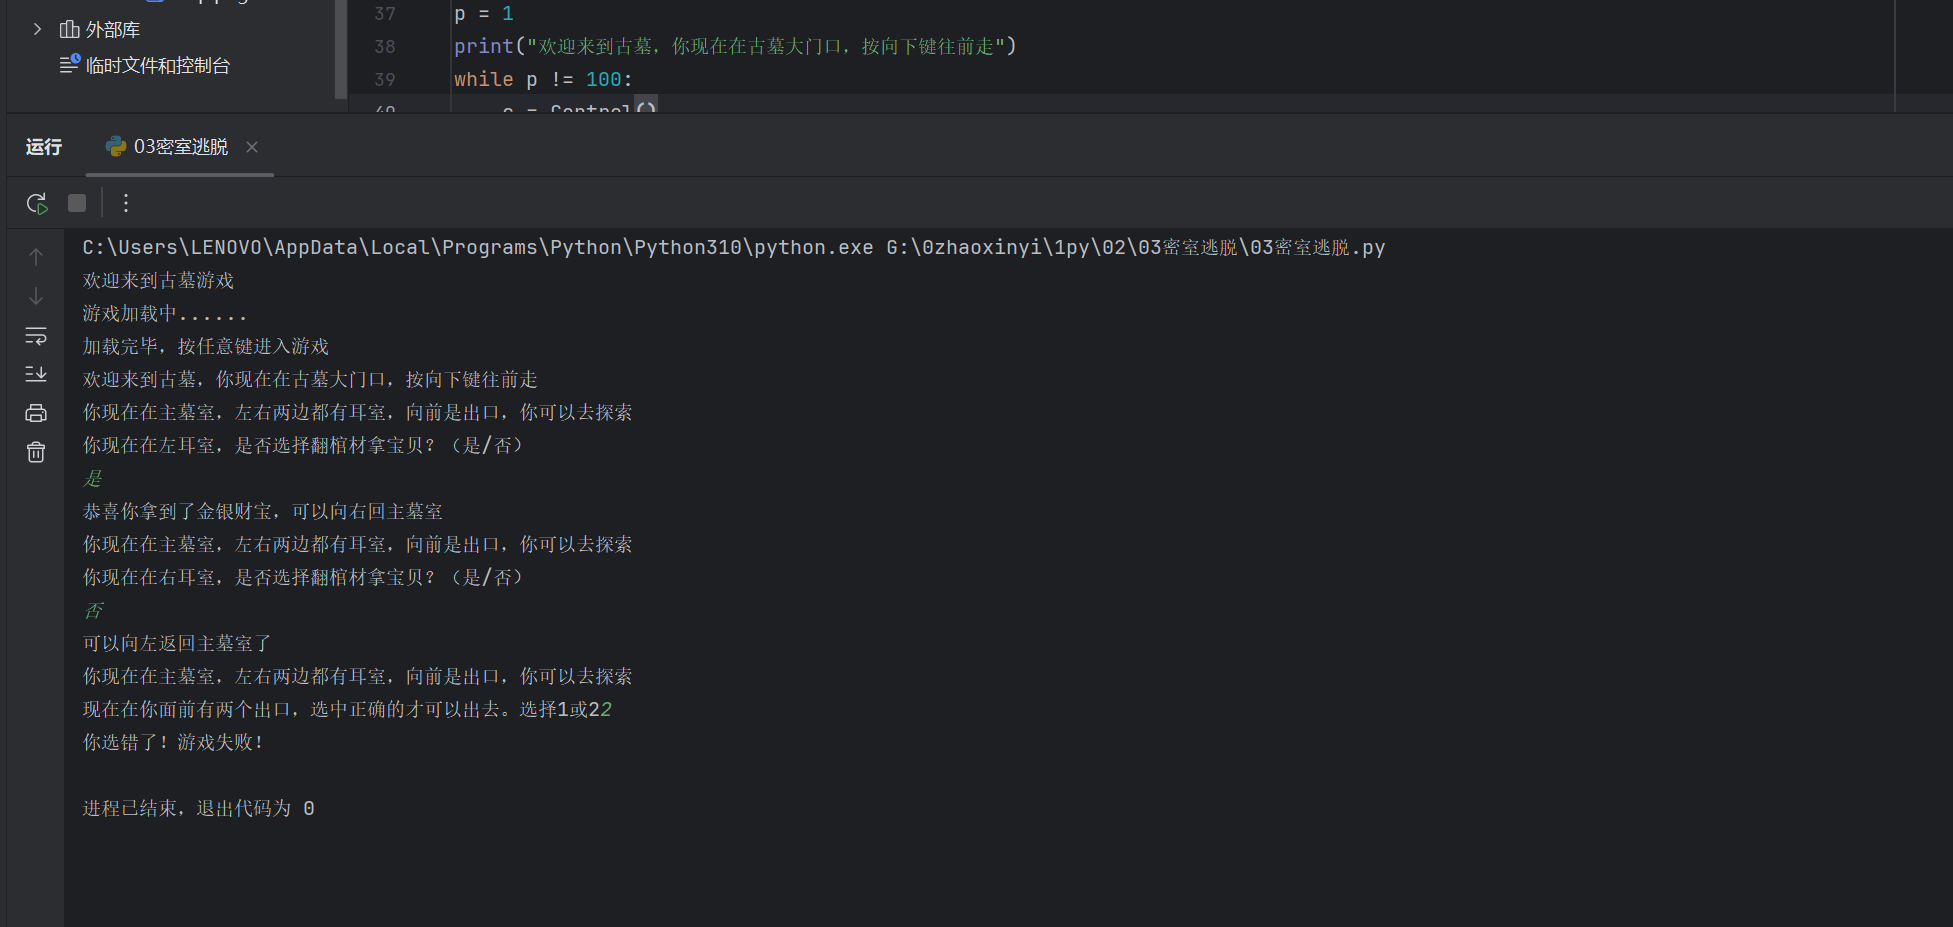 外部库
临时文件和控制台
37 p = 1
38 print("欢迎来到古墓，你现在在古墓大门口，按向下键往前走")
39 while p != 100:
运行 03密室逃脱
C:\Users\LENOVO\AppData\Local\Programs\Python\Python310\python.exe G:\0zhaoxinyi\1py\02\03密室逃脱\03密室逃脱.py
欢迎来到古墓游戏
游戏加载中......
加载完毕，按任意键进入游戏
欢迎来到古墓，你现在在古墓大门口，按向下键往前走
你现在在主墓室，左右两边都有耳室，向前是出口，你可以去探索
你现在在左耳室，是否选择翻棺材拿宝贝？（是/否）
是
恭喜你拿到了金银财宝，可以向右回主墓室
你现在在主墓室，左右两边都有耳室，向前是出口，你可以去探索
你现在在右耳室，是否选择翻棺材拿宝贝？（是/否）
否
可以向左返回主墓室了
你现在在主墓室，左右两边都有耳室，向前是出口，你可以去探索
现在在你面前有两个出口，选中正确的才可以出去。选择1或22
你选错了！游戏失败！
进程已结束，退出代码为 0